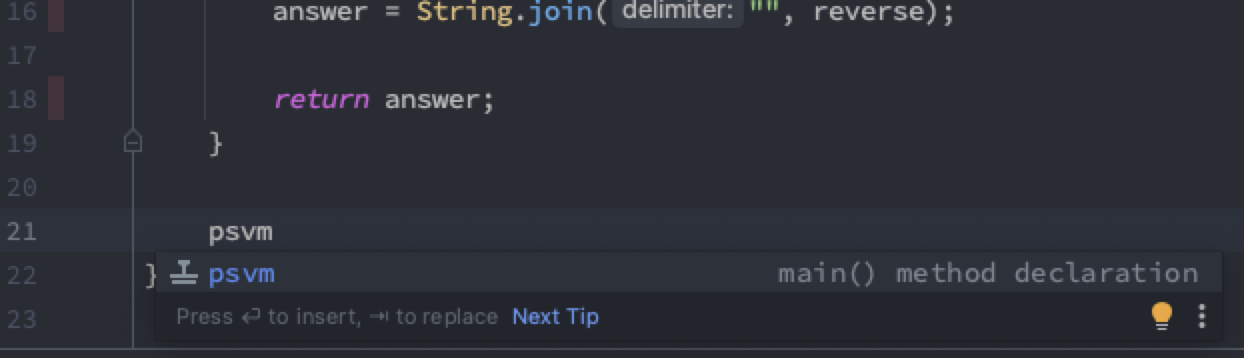 16 answer = String.join( delimiter: "", reverse);
17
18 return answer;
19 }
20
21 psvm
22 } psvm main() method declaration
Press ↵ to insert, ⇥ to replace Next Tip
23